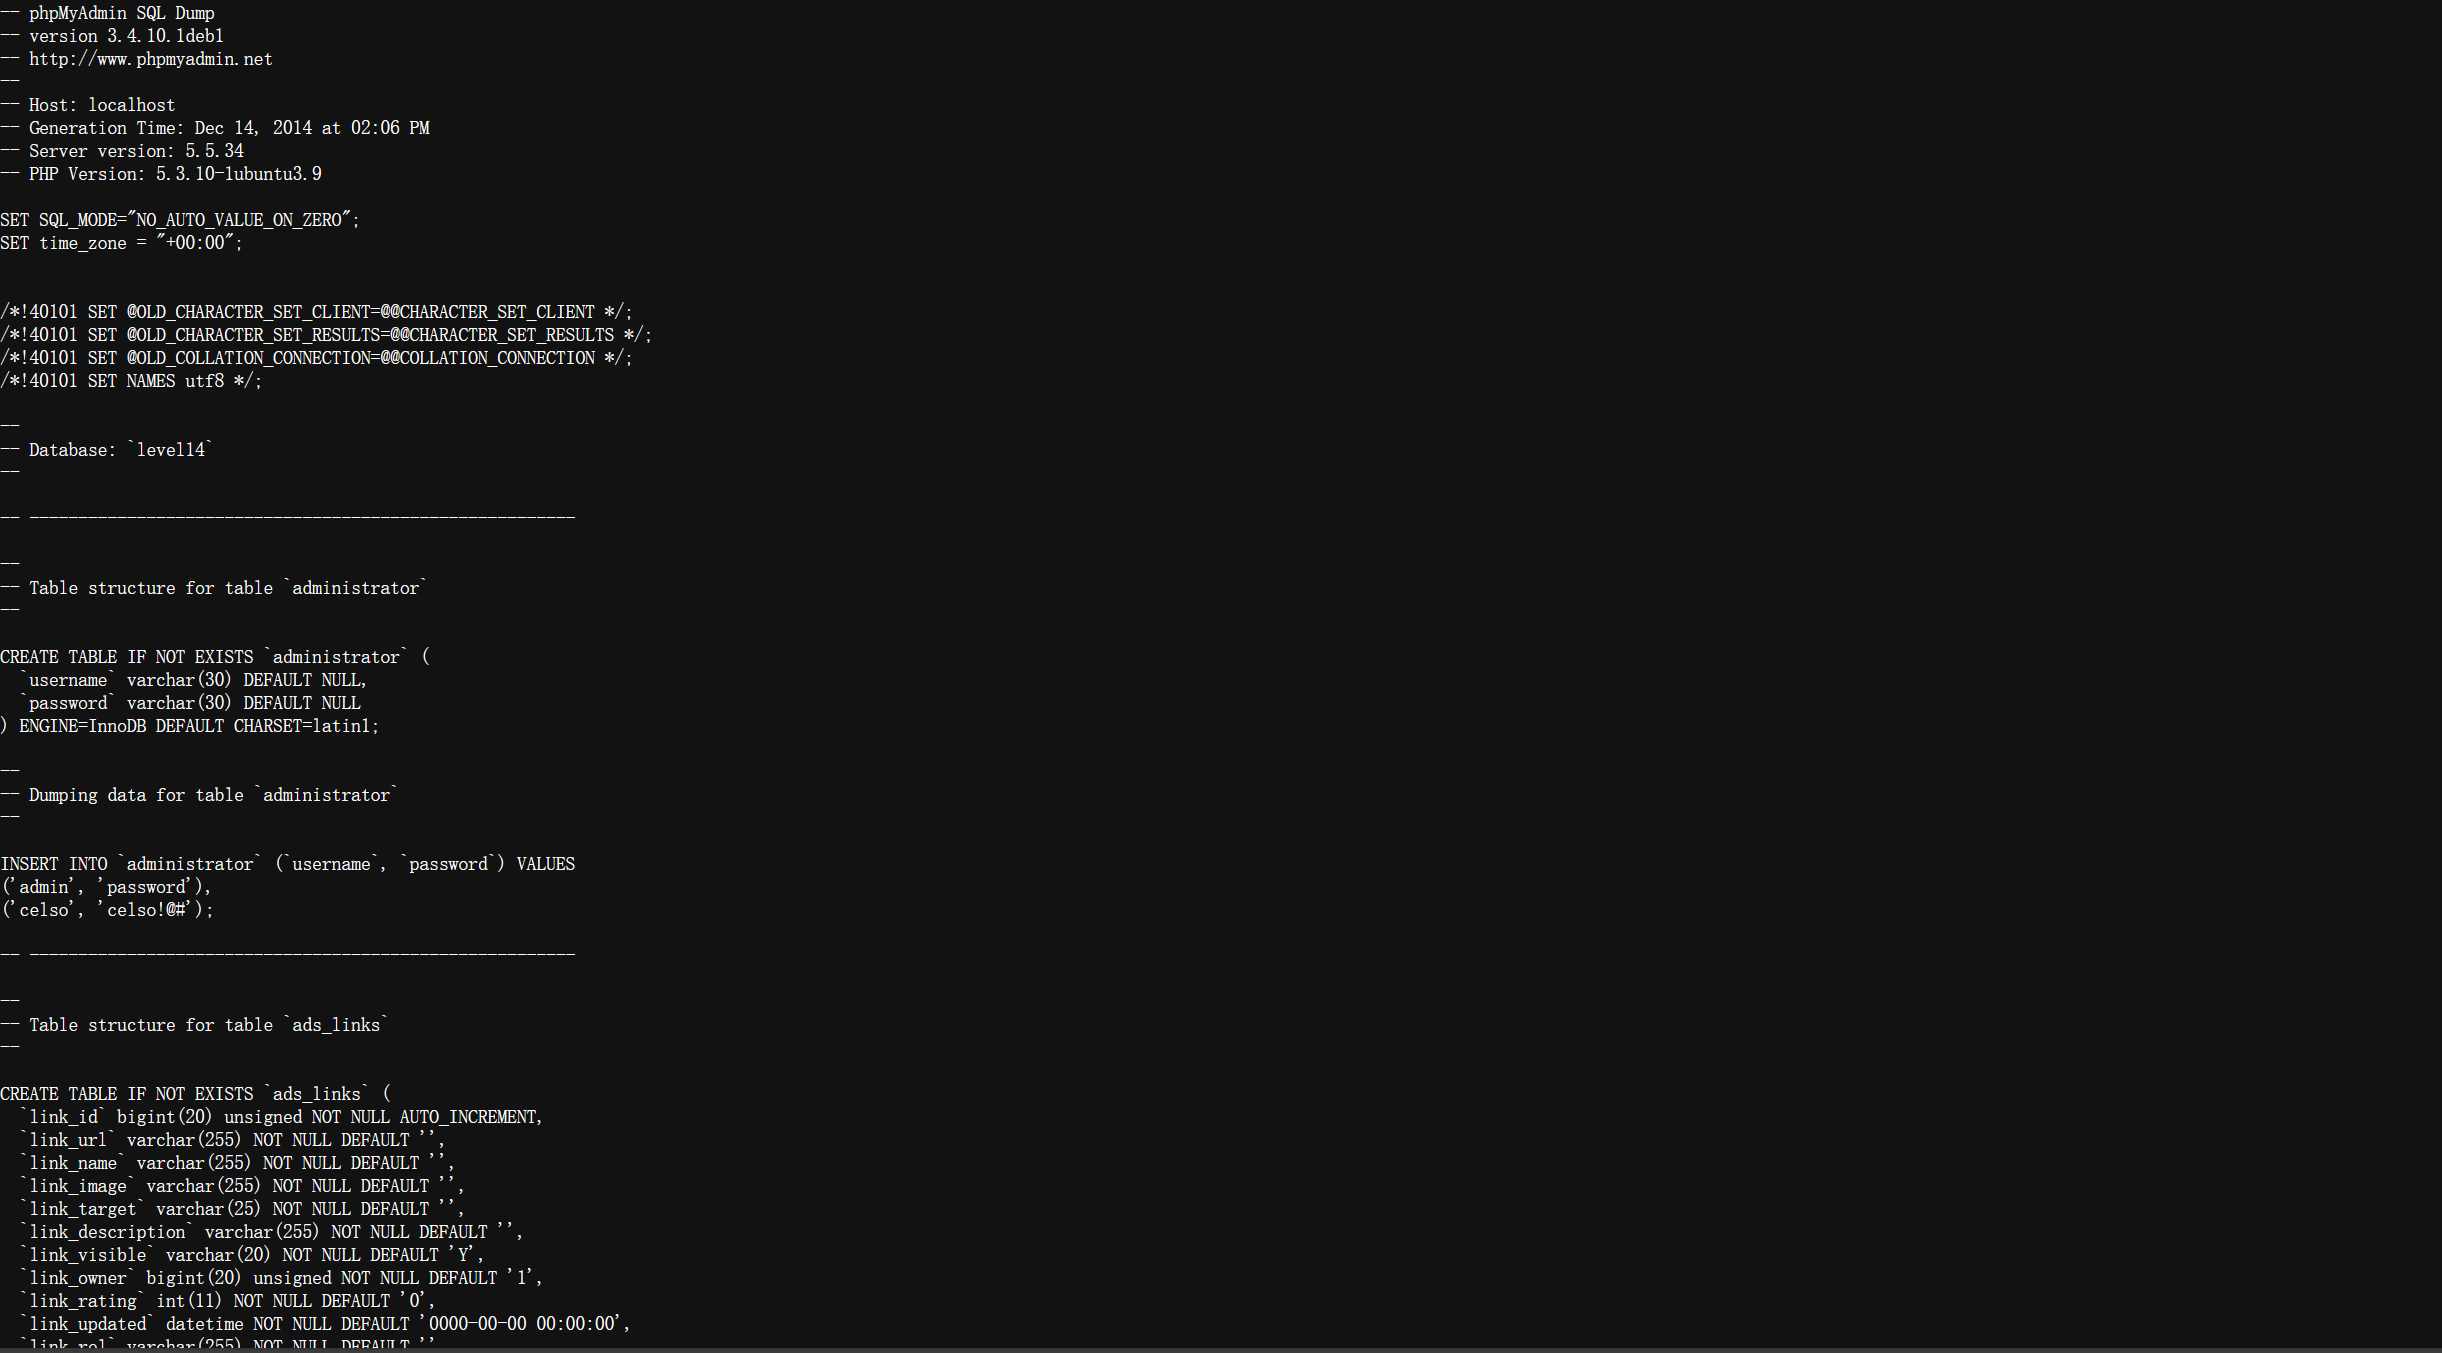 -- phpMyAdmin SQL Dump
-- version 3.4.10.1deb1
-- http://www.phpmyadmin.net
--
-- Host: localhost
-- Generation Time: Dec 14, 2014 at 02:06 PM
-- Server version: 5.5.34
-- PHP Version: 5.3.10-1ubuntu3.9
SET SQL_MODE="NO_AUTO_VALUE_ON_ZERO";
SET time_zone = "+00:00";
/*!40101 SET @OLD_CHARACTER_SET_CLIENT=@@CHARACTER_SET_CLIENT */;
/*!40101 SET @OLD_CHARACTER_SET_RESULTS=@@CHARACTER_SET_RESULTS */;
/*!40101 SET @OLD_COLLATION_CONNECTION=@@COLLATION_CONNECTION */;
/*!40101 SET NAMES utf8 */;
--
-- Database: `level14`
--
-- --------------------------------------------------------
--
-- Table structure for table `administrator`
--
CREATE TABLE IF NOT EXISTS `administrator` (
  `username` varchar(30) DEFAULT NULL,
  `password` varchar(30) DEFAULT NULL
) ENGINE=InnoDB DEFAULT CHARSET=latin1;
--
-- Dumping data for table `administrator`
--
INSERT INTO `administrator` (`username`, `password`) VALUES
('admin', 'password'),
('celso', 'celso!@#');
-- --------------------------------------------------------
--
-- Table structure for table `ads_links`
--
CREATE TABLE IF NOT EXISTS `ads_links` (
  `link_id` bigint(20) unsigned NOT NULL AUTO_INCREMENT,
  `link_url` varchar(255) NOT NULL DEFAULT '',
  `link_name` varchar(255) NOT NULL DEFAULT '',
  `link_image` varchar(255) NOT NULL DEFAULT '',
  `link_target` varchar(25) NOT NULL DEFAULT '',
  `link_description` varchar(255) NOT NULL DEFAULT '',
  `link_visible` varchar(20) NOT NULL DEFAULT 'Y',
  `link_owner` bigint(20) unsigned NOT NULL DEFAULT '1',
  `link_rating` int(11) NOT NULL DEFAULT '0',
  `link_updated` datetime NOT NULL DEFAULT '0000-00-00 00:00:00',
  `link_rel` varchar(255) NOT NULL DEFAULT ''